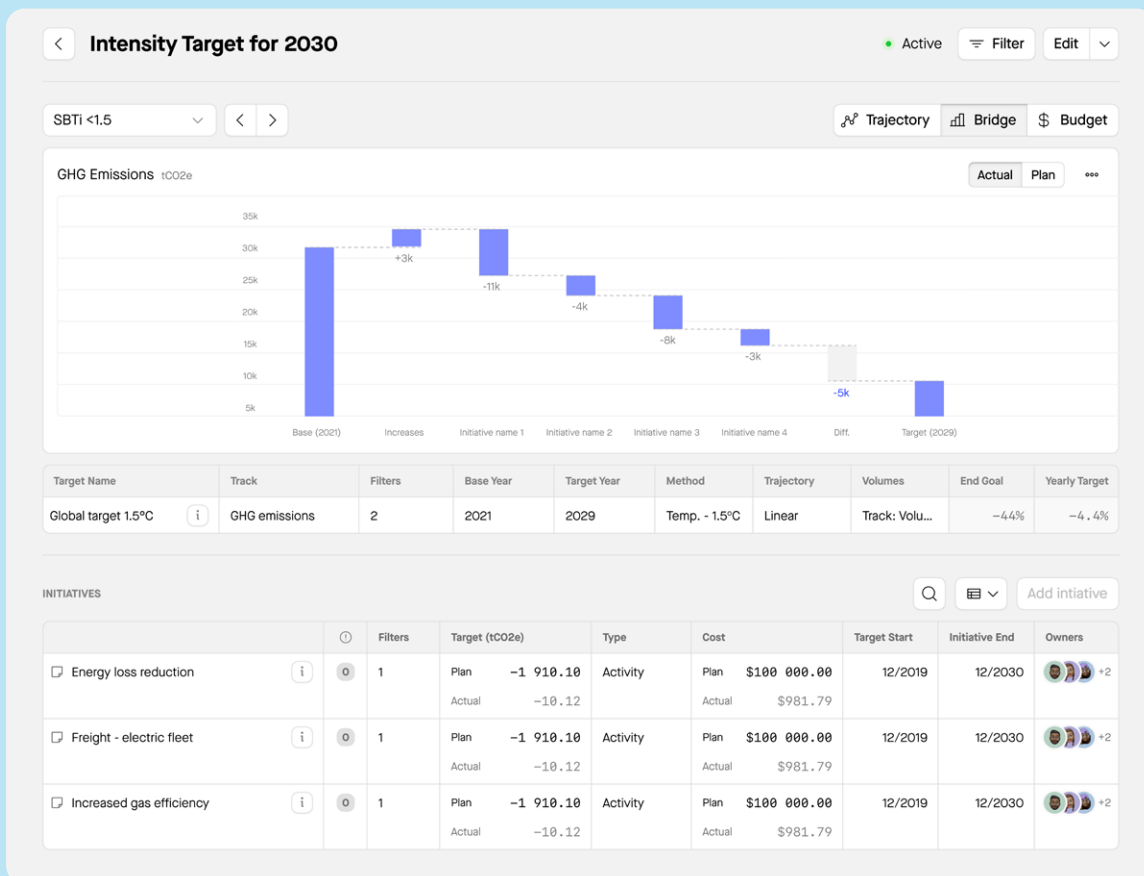 Intensity Target for 2030
Active
Filter
Edit
SBTi <1.5
Trajectory
Bridge
$ Budget
GHG Emissions tCO2e
Actual
Plan
35k
30k
25k
20k
15k
10k
5k
+3k
-11k
-4k
-8k
-3k
-5k
Base (2021)
Increases
Initiative name 1
Initiative name 2
Initiative name 3
Initiative name 4
Diff.
Target (2029)
Target Name Track Filters Base Year Target Year Method Trajectory Volumes End Goal Yearly Target
Global target 1.5°C i GHG emissions 2 2021 2029 Temp. - 1.5°C Linear Track: Volu... −44% −4.4%
INITIATIVES
Add intiative
Filters Target (tCO2e) Type Cost Target Start Initiative End Owners
Energy loss reduction i 0 1 Plan −1 910.10 Activity Plan $100 000.00 12/2019 12/2030 +2
Actual −10.12 Actual $981.79
Freight - electric fleet i 0 1 Plan −1 910.10 Activity Plan $100 000.00 12/2019 12/2030 +2
Actual −10.12 Actual $981.79
Increased gas efficiency i 0 1 Plan −1 910.10 Activity Plan $100 000.00 12/2019 12/2030 +2
Actual −10.12 Actual $981.79